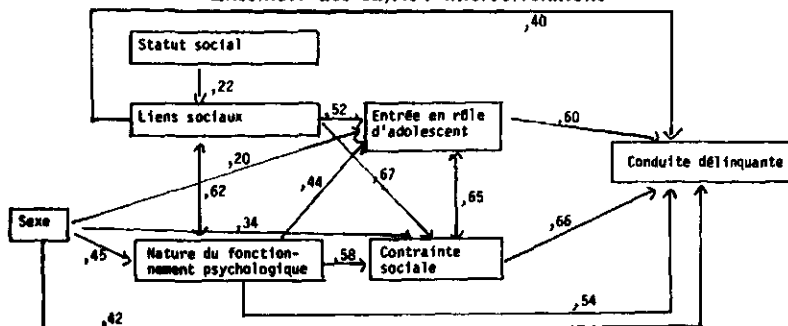 ,40
Statut social
,22
Liens sociaux
,52
Entrée en rôle
d'adolescent
,60
Conduite délinquante
,20
,62
,44
,67
,65
Sexe
,34
,66
,45
Nature du fonction-
nement psychologique
,58
Contrainte
sociale
,54
,42